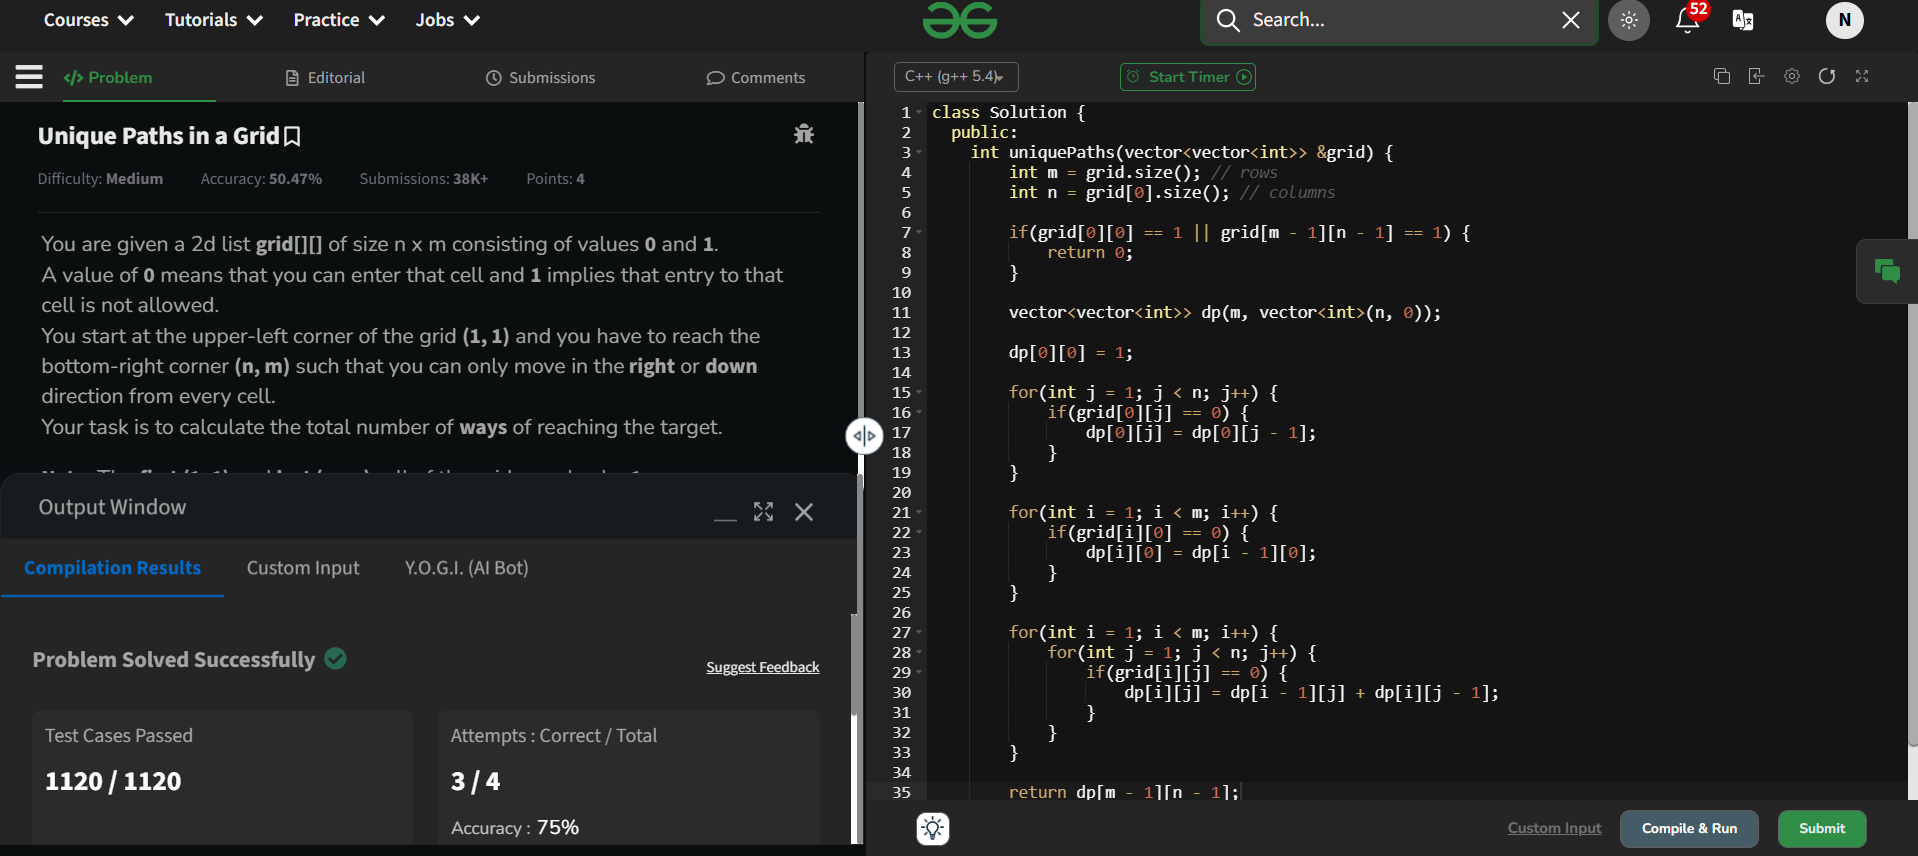 Courses Tutorials Practice Jobs Search... 52 N
Problem Editorial Submissions Comments
Unique Paths in a Grid
Difficulty: Medium Accuracy: 50.47% Submissions: 38K+ Points: 4
You are given a 2d list grid[][] of size n x m consisting of values 0 and 1.
A value of 0 means that you can enter that cell and 1 implies that entry to that
cell is not allowed.
You start at the upper-left corner of the grid (1, 1) and you have to reach the
bottom-right corner (n, m) such that you can only move in the right or down
direction from every cell.
Your task is to calculate the total number of ways of reaching the target.
Output Window
Compilation Results Custom Input Y.O.G.I. (AI Bot)
Problem Solved Successfully
Suggest Feedback
Test Cases Passed
1120 / 1120
Attempts : Correct / Total
3 / 4
Accuracy : 75%
C++ (g++ 5.4) Start Timer
1 class Solution {
2 public:
3 int uniquePaths(vector<vector<int>> &grid) {
4 int m = grid.size(); // rows
5 int n = grid[0].size(); // columns
6
7 if(grid[0][0] == 1 || grid[m - 1][n - 1] == 1) {
8 return 0;
9 }
10
11 vector<vector<int>> dp(m, vector<int>(n, 0));
12
13 dp[0][0] = 1;
14
15 for(int j = 1; j < n; j++) {
16 if(grid[0][j] == 0) {
17 dp[0][j] = dp[0][j - 1];
18 }
19 }
20
21 for(int i = 1; i < m; i++) {
22 if(grid[i][0] == 0) {
23 dp[i][0] = dp[i - 1][0];
24 }
25 }
26
27 for(int i = 1; i < m; i++) {
28 for(int j = 1; j < n; j++) {
29 if(grid[i][j] == 0) {
30 dp[i][j] = dp[i - 1][j] + dp[i][j - 1];
31 }
32 }
33 }
34
35 return dp[m - 1][n - 1];
Custom Input Compile & Run Submit